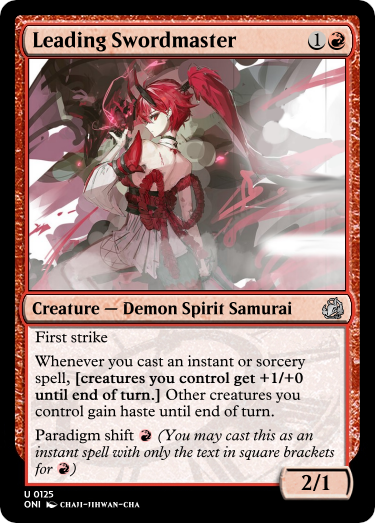 Leading Swordmaster 1
Creature — Demon Spirit Samurai
First strike
Whenever you cast an instant or sorcery
spell, [creatures you control get +1/+0
until end of turn.] Other creatures you
control gain haste until end of turn.
Paradigm shift (You may cast this as an
instant spell with only the text in square brackets
for )
2/1
U 0125
ONI CHAJI-JIHWAN-CHA